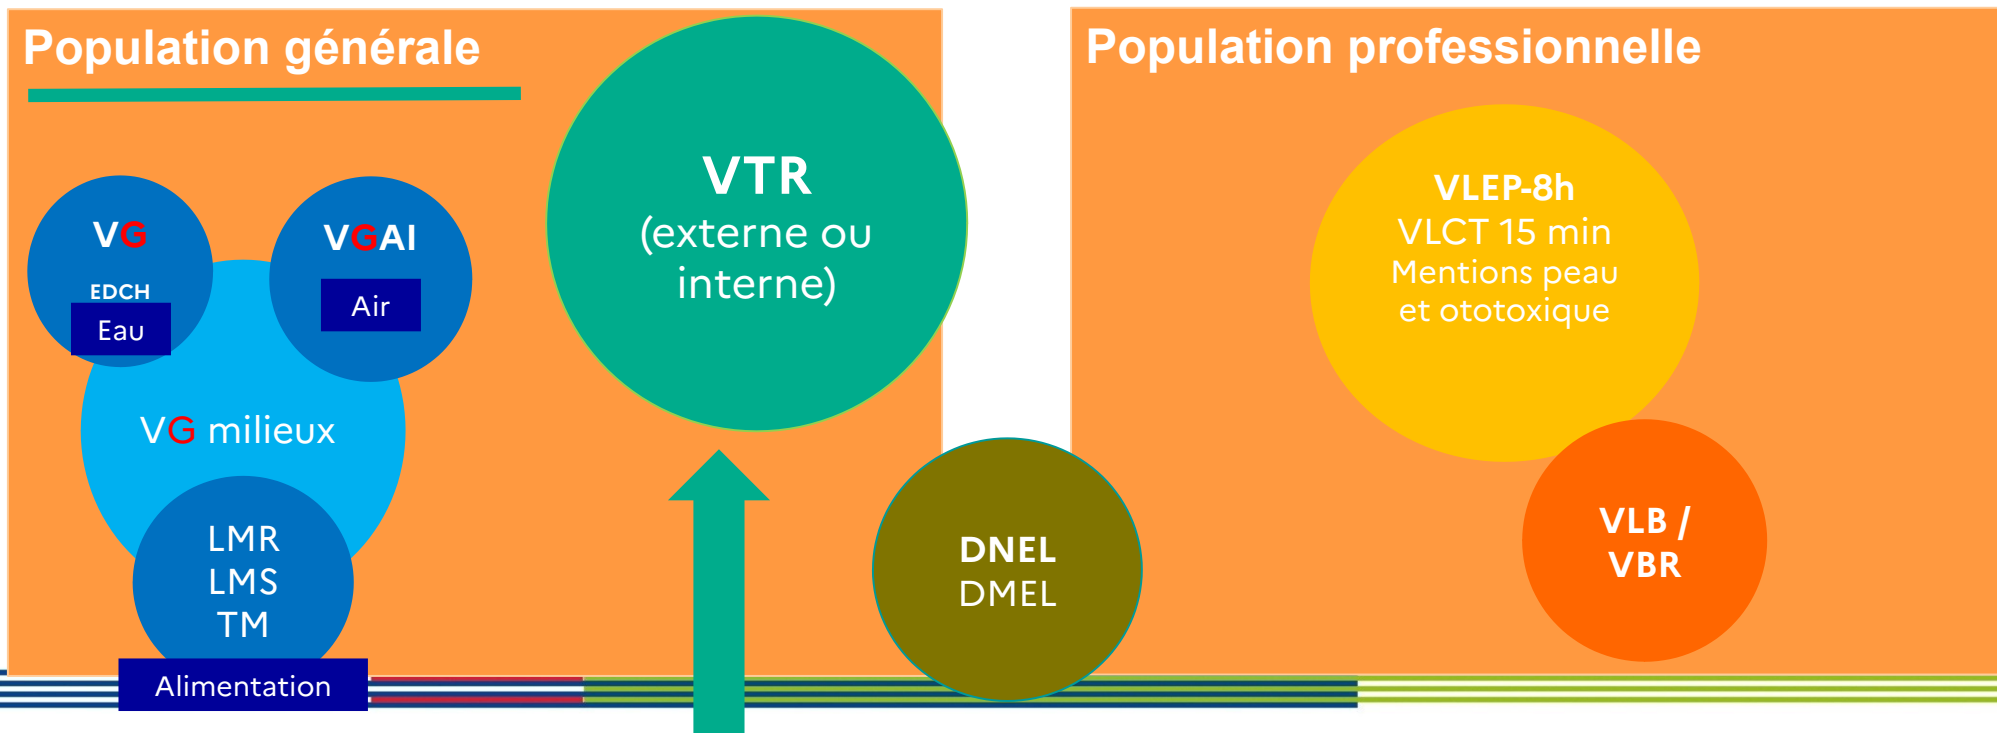 Population générale
VG
EDCH
Eau
VGAI
Air
VG milieux
LMR
LMS
TM
Alimentation
VTR
(externe ou
interne)
DNEL
DMEL
Population professionnelle
VLEP-8h
VLCT 15 min
Mentions peau
et ototoxique
VLB /
VBR